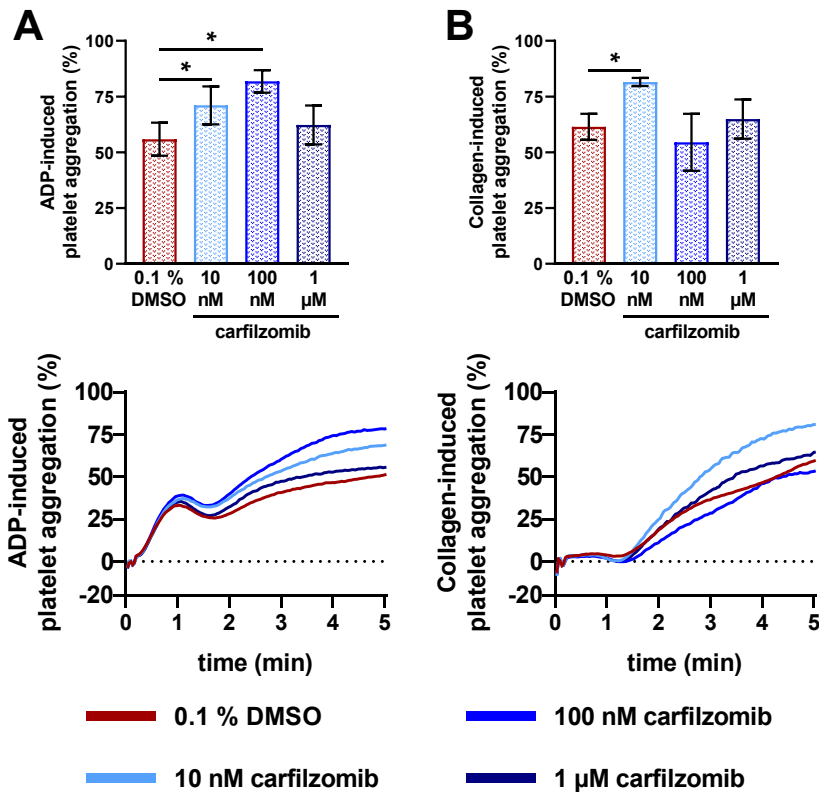 A
ADP-induced
platelet aggregation (%)
100
75
50
25
0
*
*
0.1 %
DMSO
10
nM
100
nM
1
µM
carfilzomib
B
Collagen-induced
platelet aggregation (%)
100
75
50
25
0
*
0.1 %
DMSO
10
nM
100
nM
1
µM
carfilzomib
ADP-induced
platelet aggregation (%)
100
75
50
25
0
-20
0
1
2
3
4
5
time (min)
Collagen-induced
platelet aggregation (%)
100
75
50
25
0
-20
0
1
2
3
4
5
time (min)
0.1 % DMSO
100 nM carfilzomib
10 nM carfilzomib
1 µM carfilzomib